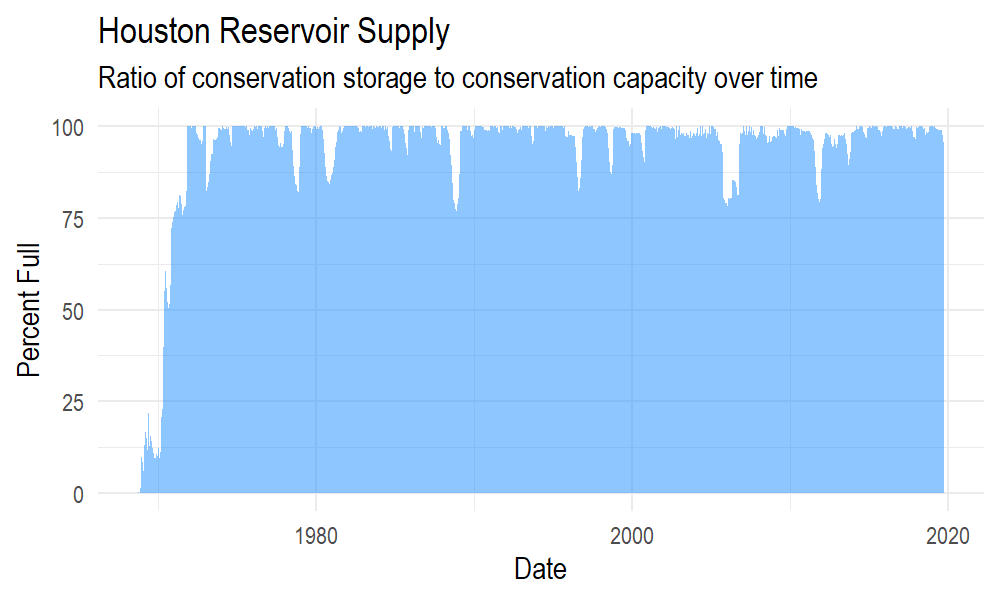 Houston Reservoir Supply
Ratio of conservation storage to conservation capacity over time
100
75
50
25
0
Percent Full
1980
2000
2020
Date